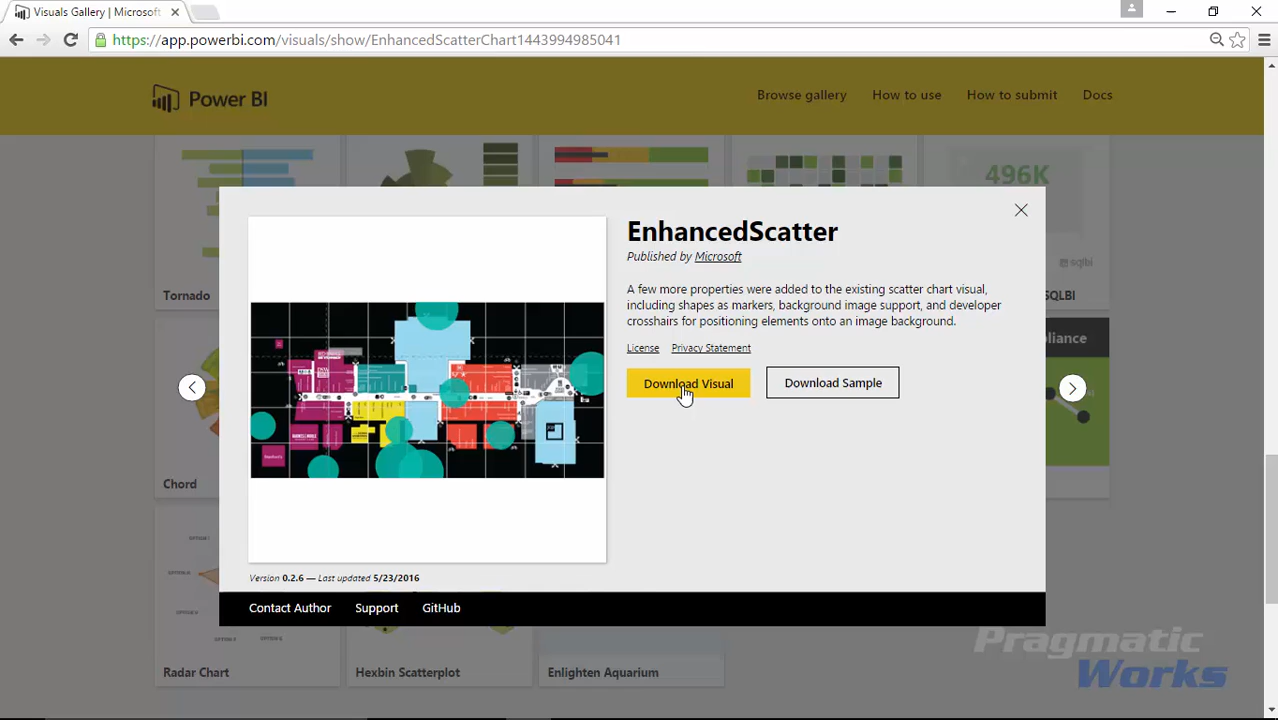 Visuals Gallery | Microsoft
https://app.powerbi.com/visuals/show/EnhancedScatterChart1443994985041
Power BI
Browse gallery
How to use
How to submit
Docs
496K
Tornado
Chord
EnhancedScatter
Published by Microsoft
A few more properties were added to the existing scatter chart visual,
including shapes as markers, background image support, and developer
crosshairs for positioning elements onto an image background.
License
Privacy Statement
Download Visual
Download Sample
Version 0.2.6 — Last updated 5/23/2016
Contact Author
Support
GitHub
Radar Chart
Hexbin Scatterplot
Enlighten Aquarium
Pragmatic
Works